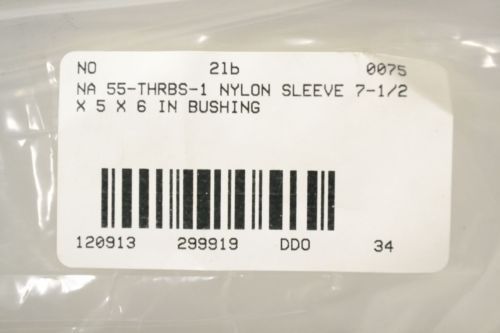 NO 21b 0075
NA 55-THRBS-1 NYLON SLEEVE 7-1/2
X 5 X 6 IN BUSHING
120913 299919 DDO 34